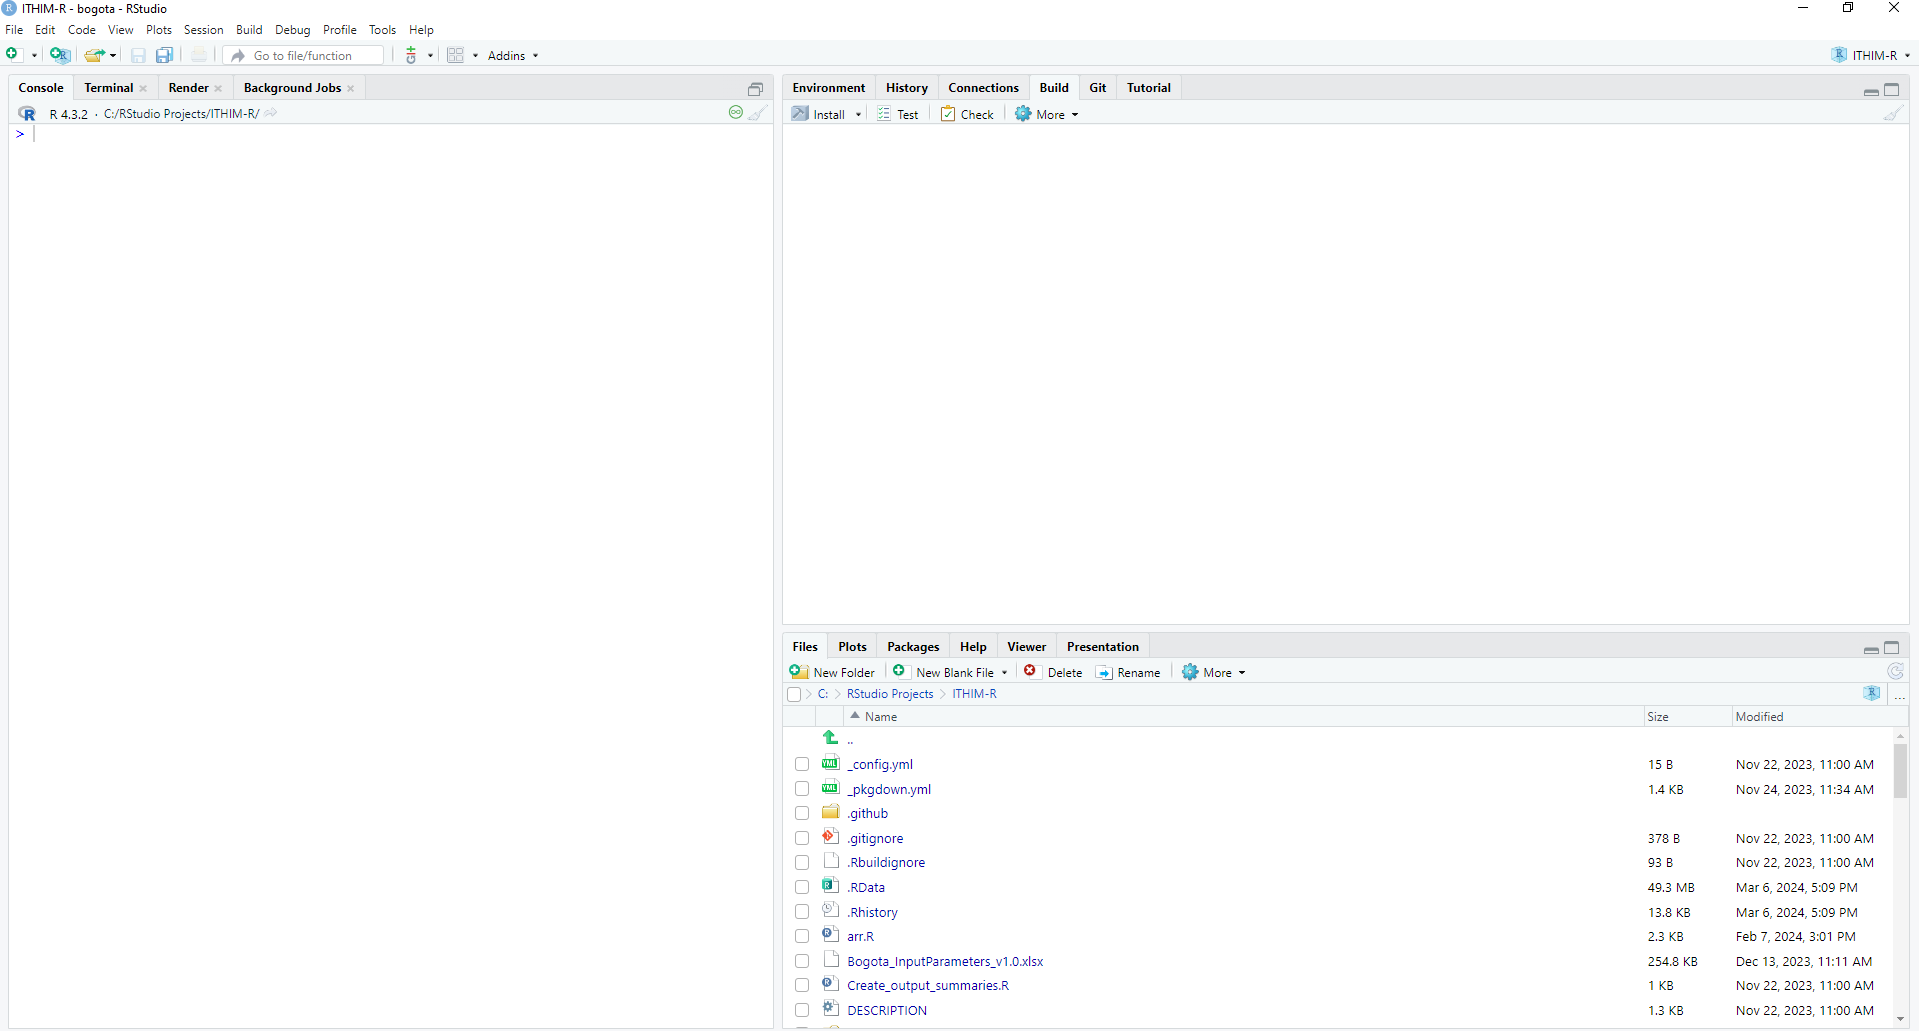 ITHIM-R - bogota - RStudio
File Edit Code View Plots Session Build Debug Profile Tools Help
Go to file/function Addins ITHIM-R
Console Terminal Render Background Jobs
R 4.3.2 · C:/RStudio Projects/ITHIM-R/
>
Environment History Connections Build Git Tutorial
Install Test Check More
Files Plots Packages Help Viewer Presentation
New Folder New Blank File Delete Rename More
C: RStudio Projects ITHIM-R ...
Name Size Modified
..
_config.yml 15 B Nov 22, 2023, 11:00 AM
_pkgdown.yml 1.4 KB Nov 24, 2023, 11:34 AM
.github
.gitignore 378 B Nov 22, 2023, 11:00 AM
.Rbuildignore 93 B Nov 22, 2023, 11:00 AM
.RData 49.3 MB Mar 6, 2024, 5:09 PM
.Rhistory 13.8 KB Mar 6, 2024, 5:09 PM
arr.R 2.3 KB Feb 7, 2024, 3:01 PM
Bogota_InputParameters_v1.0.xlsx 254.8 KB Dec 13, 2023, 11:11 AM
Create_output_summaries.R 1 KB Nov 22, 2023, 11:00 AM
DESCRIPTION 1.3 KB Nov 22, 2023, 11:00 AM